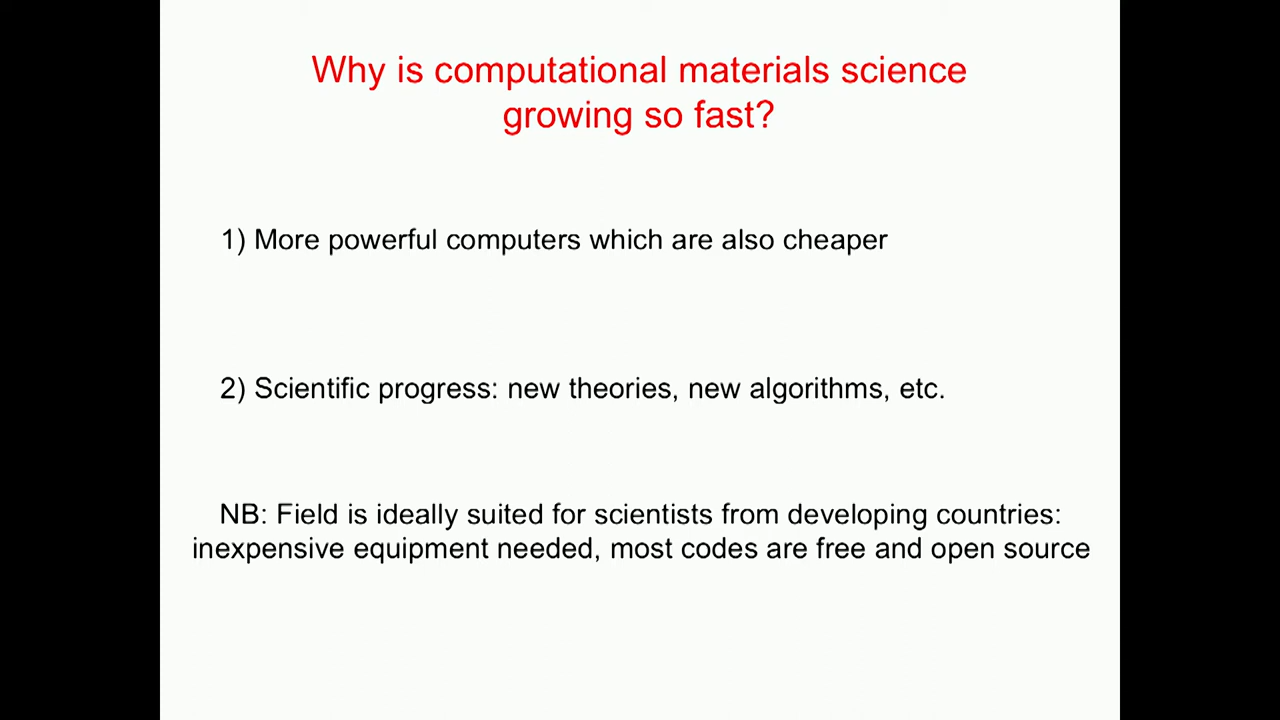 Why is computational materials science
growing so fast?
1) More powerful computers which are also cheaper
2) Scientific progress: new theories, new algorithms, etc.
NB: Field is ideally suited for scientists from developing countries:
inexpensive equipment needed, most codes are free and open source